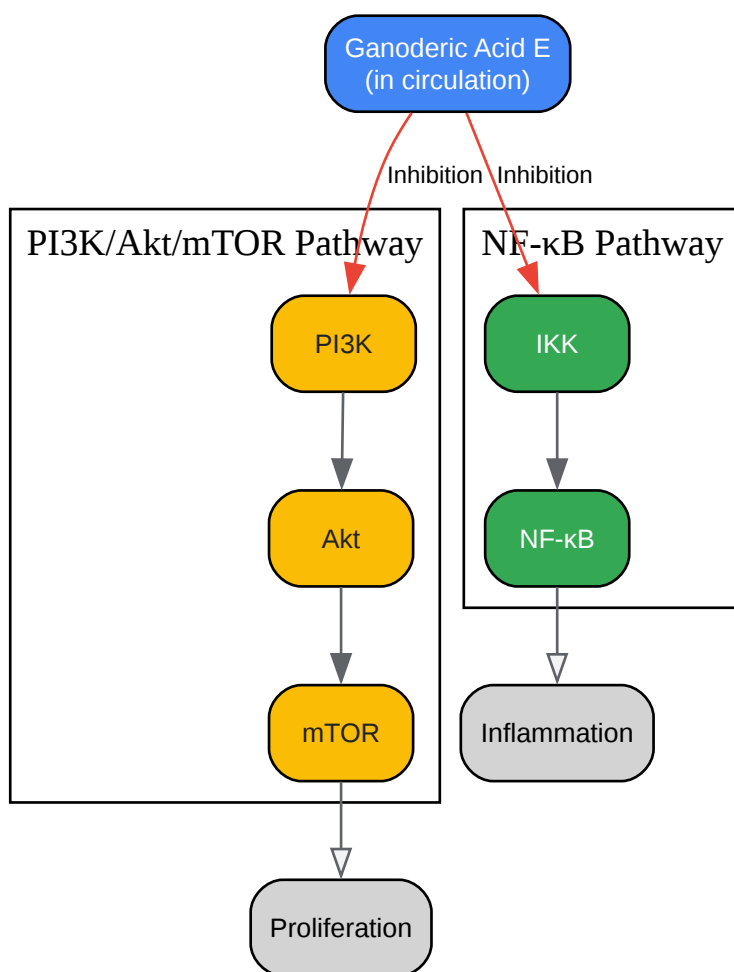 Ganoderic Acid E
(in circulation)
Inhibition
Inhibition
PI3K/Akt/mTOR Pathway
NF-κB Pathway
PI3K
IKK
Akt
NF-κB
mTOR
Inflammation
Proliferation